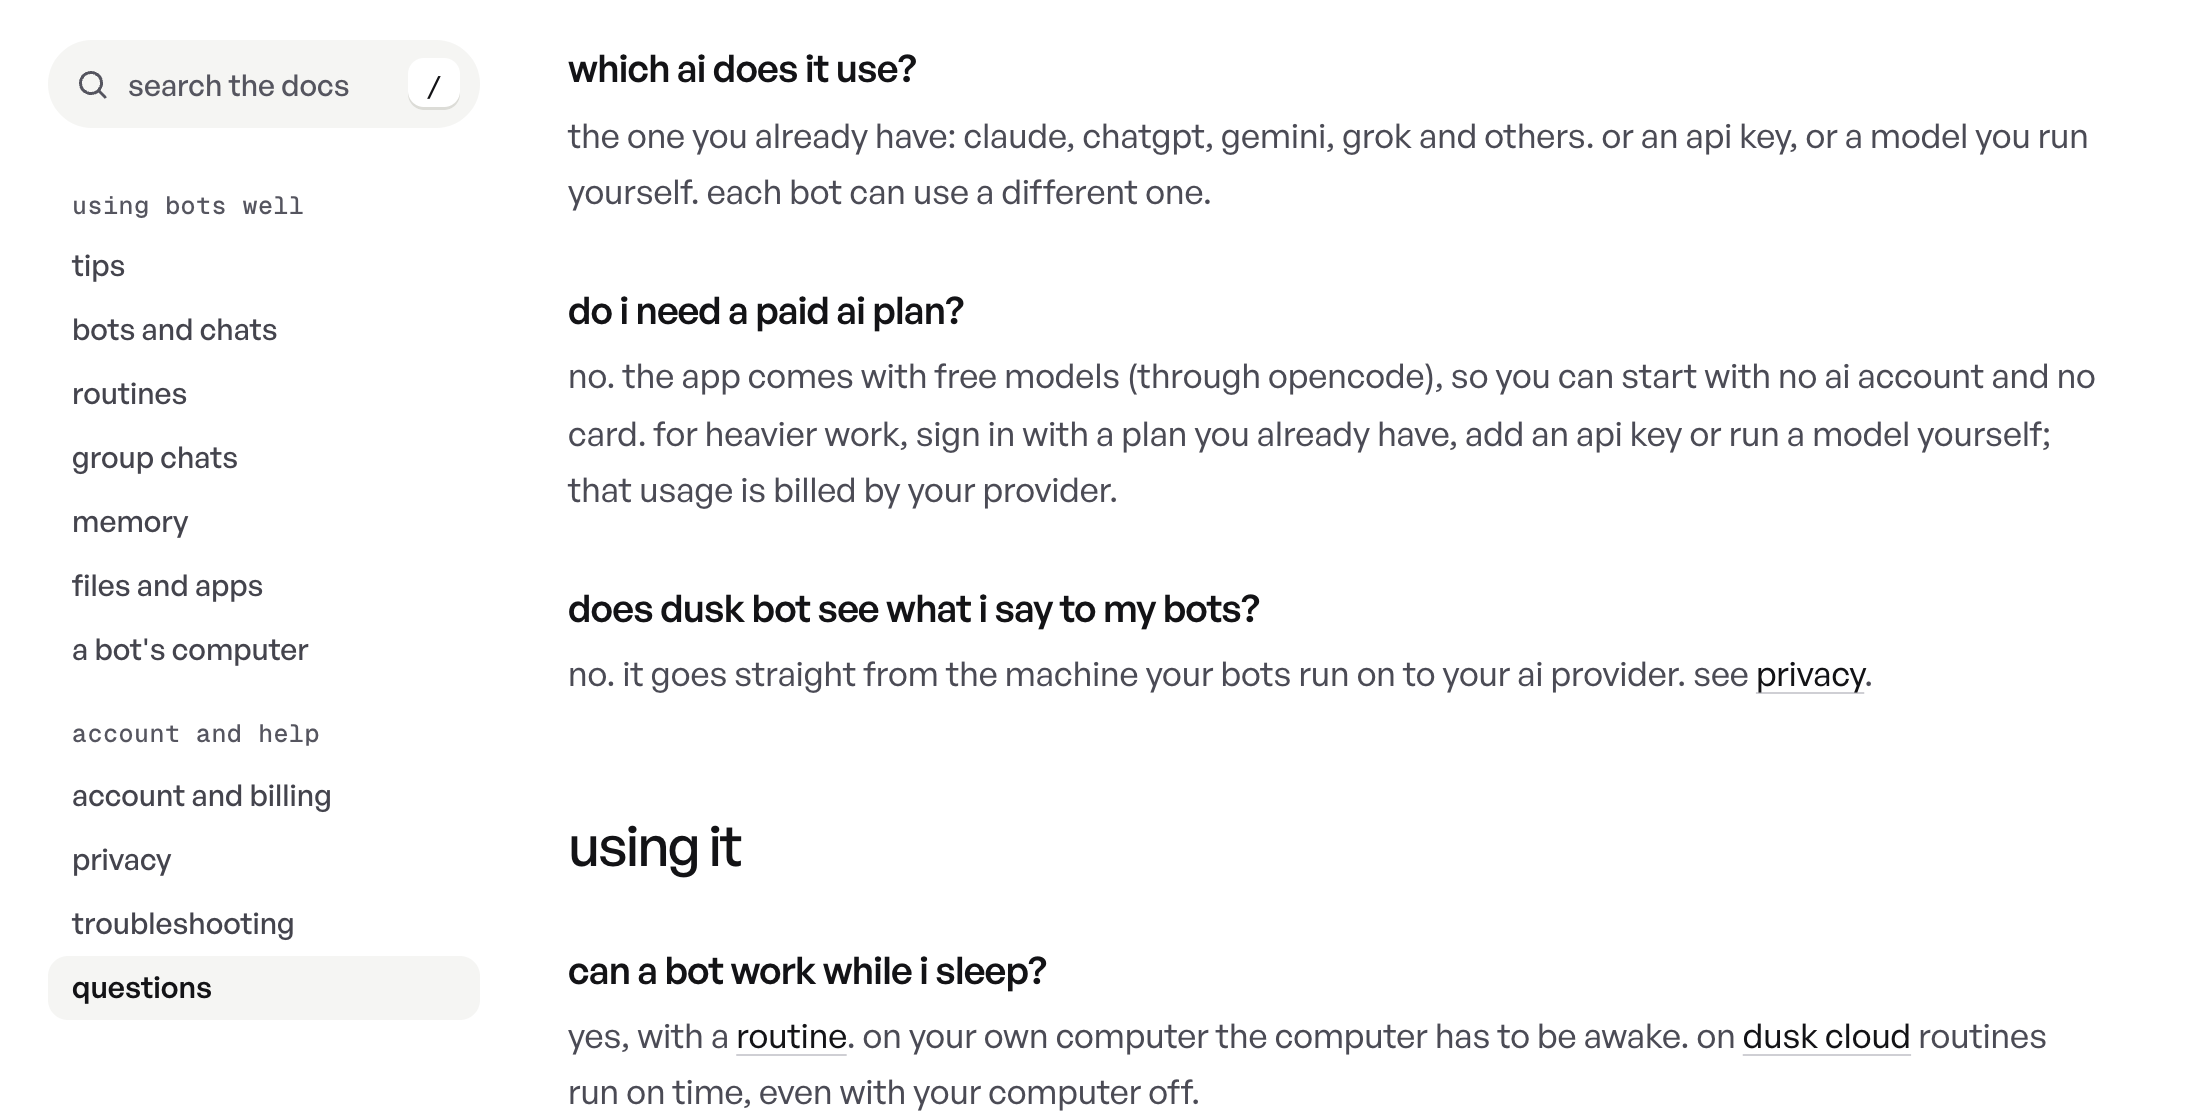 search the docs
/
using bots well
tips
bots and chats
routines
group chats
memory
files and apps
a bot's computer
account and help
account and billing
privacy
troubleshooting
questions
which ai does it use?
the one you already have: claude, chatgpt, gemini, grok and others. or an api key, or a model you run
yourself. each bot can use a different one.
do i need a paid ai plan?
no. the app comes with free models (through opencode), so you can start with no ai account and no
card. for heavier work, sign in with a plan you already have, add an api key or run a model yourself;
that usage is billed by your provider.
does dusk bot see what i say to my bots?
no. it goes straight from the machine your bots run on to your ai provider. see privacy.
using it
can a bot work while i sleep?
yes, with a routine. on your own computer the computer has to be awake. on dusk cloud routines
run on time, even with your computer off.